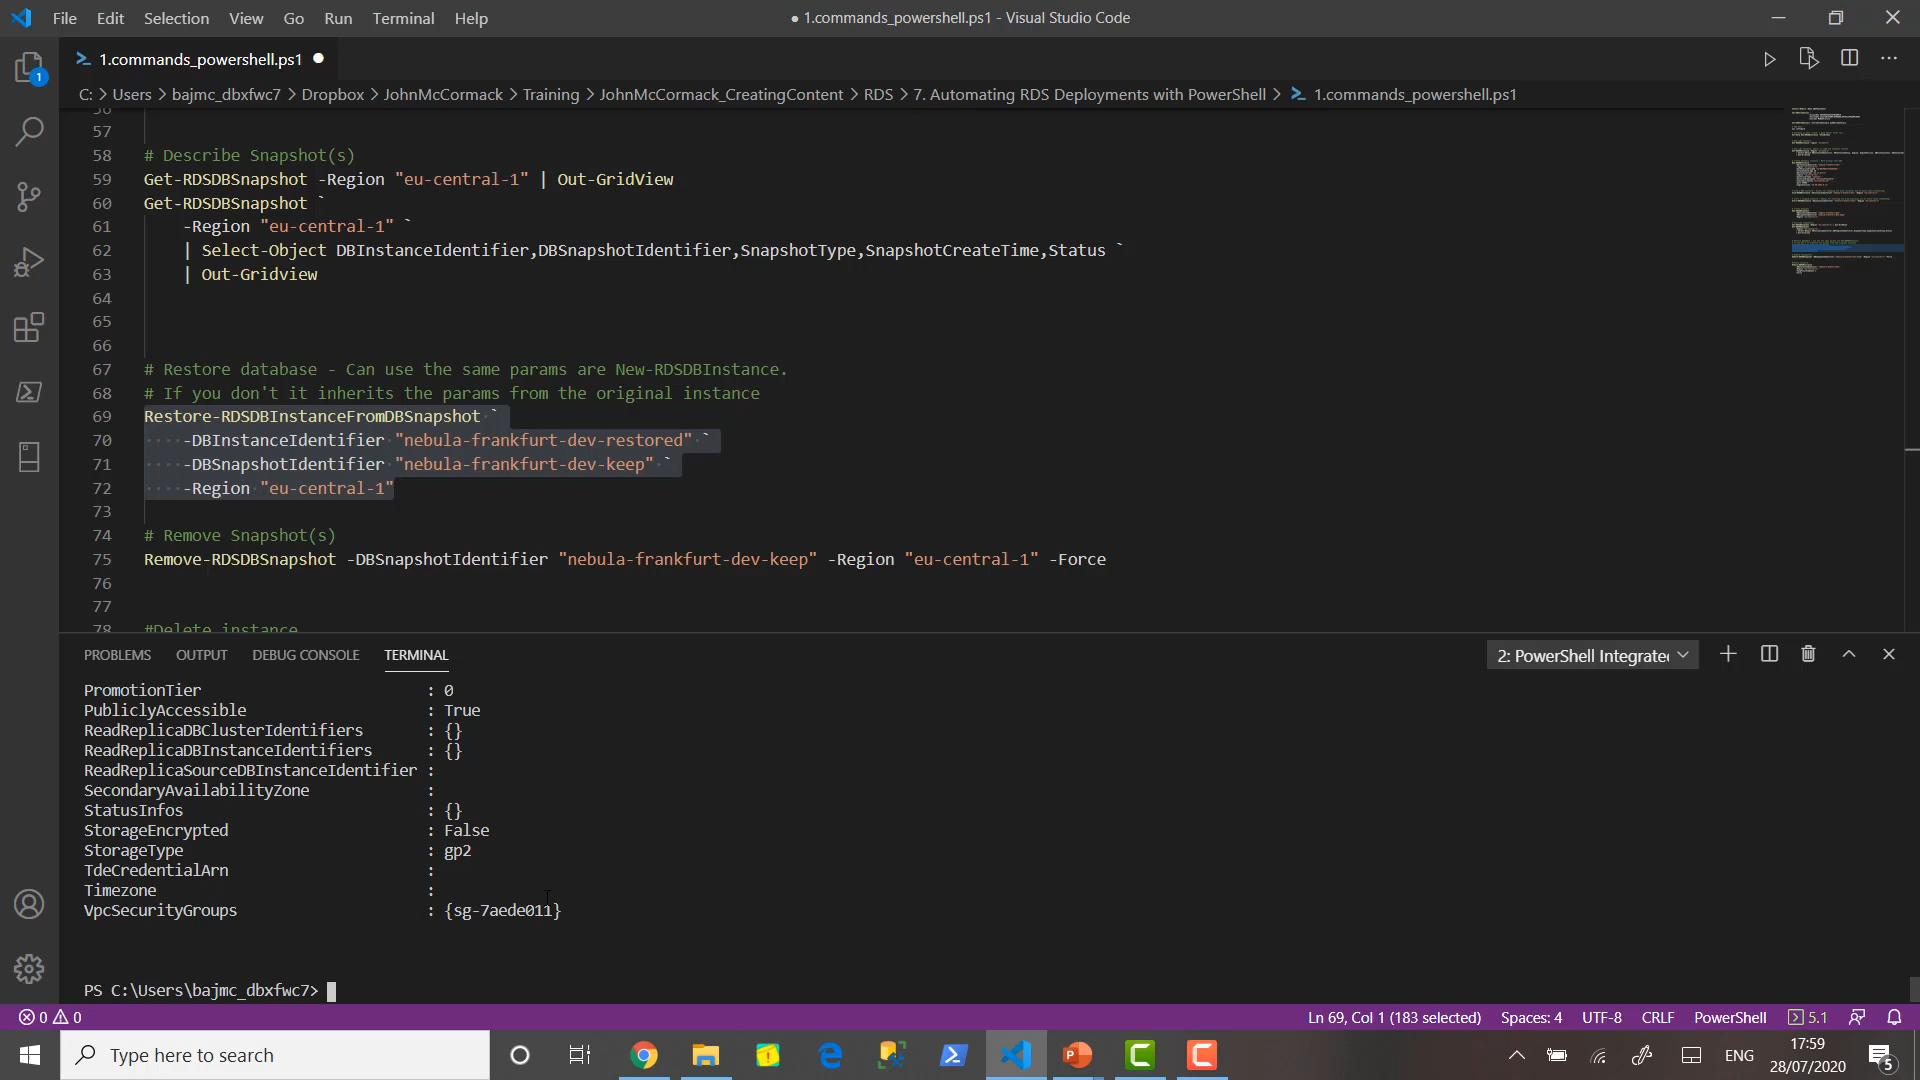 File Edit Selection View Go Run Terminal Help
● 1.commands_powershell.ps1 - Visual Studio Code
1.commands_powershell.ps1
C: > Users > bajmc_dbxfwc7 > Dropbox > JohnMcCormack > Training > JohnMcCormack_CreatingContent > RDS > 7. Automating RDS Deployments with PowerShell > 1.commands_powershell.ps1
56
57
58 # Describe Snapshot(s)
59 Get-RDSDBSnapshot -Region "eu-central-1" | Out-GridView
60 Get-RDSDBSnapshot `
61 -Region "eu-central-1" `
62 | Select-Object DBInstanceIdentifier,DBSnapshotIdentifier,SnapshotType,SnapshotCreateTime,Status `
63 | Out-Gridview
64
65
66
67 # Restore database - Can use the same params are New-RDSDBInstance.
68 # If you don't it inherits the params from the original instance
69 Restore-RDSDBInstanceFromDBSnapshot `
70 -DBInstanceIdentifier "nebula-frankfurt-dev-restored" `
71 -DBSnapshotIdentifier "nebula-frankfurt-dev-keep" `
72 -Region "eu-central-1"
73
74 # Remove Snapshot(s)
75 Remove-RDSDBSnapshot -DBSnapshotIdentifier "nebula-frankfurt-dev-keep" -Region "eu-central-1" -Force
76
77
78 #Delete instance
PROBLEMS OUTPUT DEBUG CONSOLE TERMINAL
2: PowerShell Integrate
PromotionTier : 0
PubliclyAccessible : True
ReadReplicaDBClusterIdentifiers : {}
ReadReplicaDBInstanceIdentifiers : {}
ReadReplicaSourceDBInstanceIdentifier :
SecondaryAvailabilityZone :
StatusInfos : {}
StorageEncrypted : False
StorageType : gp2
TdeCredentialArn :
Timezone :
VpcSecurityGroups : {sg-7aede011}
PS C:\Users\bajmc_dbxfwc7>
0 0
Ln 69, Col 1 (183 selected) Spaces: 4 UTF-8 CRLF PowerShell 5.1
Type here to search
ENG
17:59
28/07/2020
5
1